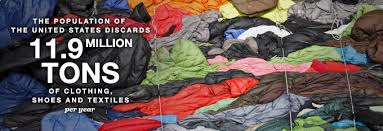 THE POPULATION OF
THE UNITED STATES DISCARDS
11.9 MILLION
TONS
OF CLOTHING,
SHOES AND TEXTILES
per year